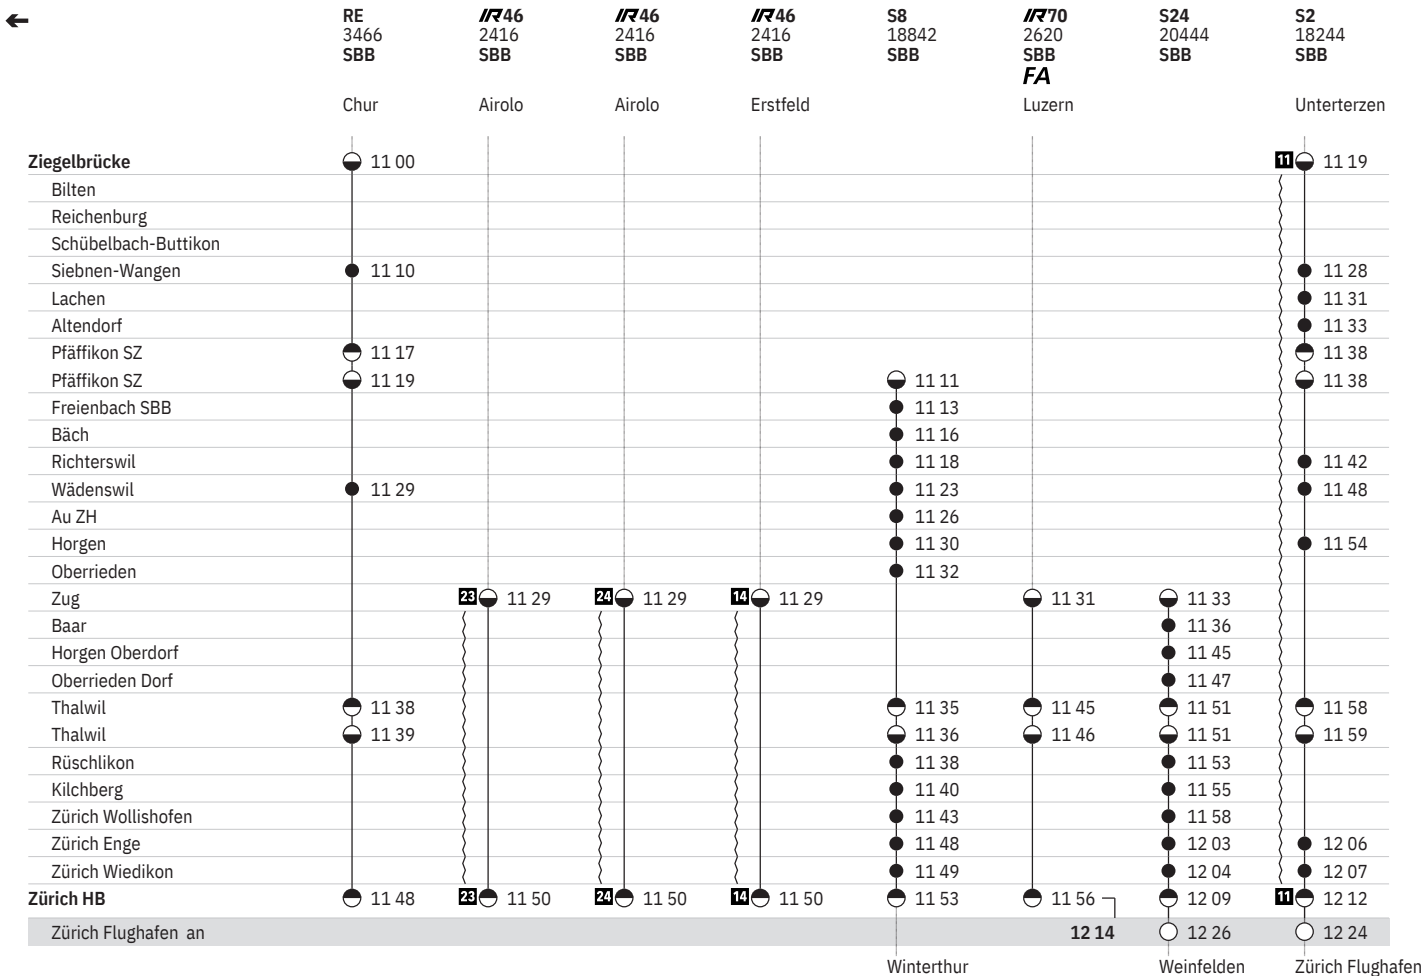 RE IR46 IR46 IR46 S8 IR70 S24 S2
3466 2416 2416 2416 18842 2620 20444 18244
SBB SBB SBB SBB SBB SBB SBB SBB
FA
Chur Airolo Airolo Erstfeld Luzern Unterterzen
Ziegelbrücke 11 00 11 11 19
Bilten
Reichenburg
Schübelbach-Buttikon
Siebnen-Wangen 11 10 11 28
Lachen 11 31
Altendorf 11 33
Pfäffikon SZ 11 17 11 38
Pfäffikon SZ 11 19 11 11 11 38
Freienbach SBB 11 13
Bäch 11 16
Richterswil 11 18 11 42
Wädenswil 11 29 11 23 11 48
Au ZH 11 26
Horgen 11 30 11 54
Oberrieden 11 32
Zug 23 11 29 24 11 29 14 11 29 11 31 11 33
Baar 11 36
Horgen Oberdorf 11 45
Oberrieden Dorf 11 47
Thalwil 11 38 11 35 11 45 11 51 11 58
Thalwil 11 39 11 36 11 46 11 51 11 59
Rüschlikon 11 38 11 53
Kilchberg 11 40 11 55
Zürich Wollishofen 11 43 11 58
Zürich Enge 11 48 12 03 12 06
Zürich Wiedikon 11 49 12 04 12 07
Zürich HB 11 48 23 11 50 24 11 50 14 11 50 11 53 11 56 12 09 11 12 12
Zürich Flughafen an 12 14 12 26 12 24
Winterthur Weinfelden Zürich Flughafen